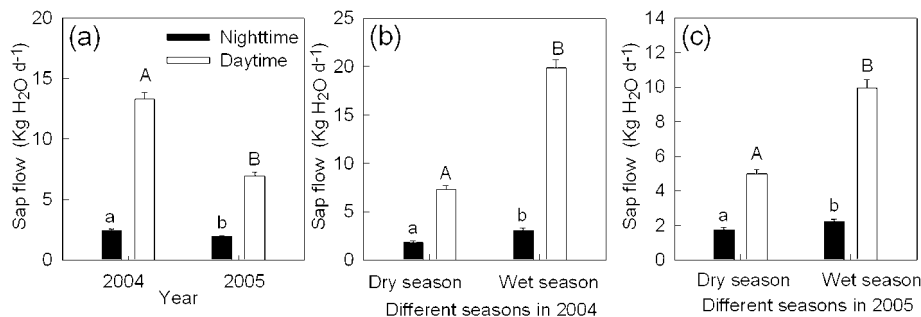 (a)
Nighttime
Daytime
Sap flow (Kg H2O d-1)
20
15
10
5
0
A
B
a
b
2004
2005
Year
(b)
Sap flow (Kg H2O d-1)
25
20
15
10
5
0
A
B
a
b
Dry season
Wet season
Different seasons in 2004
(c)
Sap flow (Kg H2O d-1)
14
12
10
8
6
4
2
0
A
B
a
b
Dry season
Wet season
Different seasons in 2005